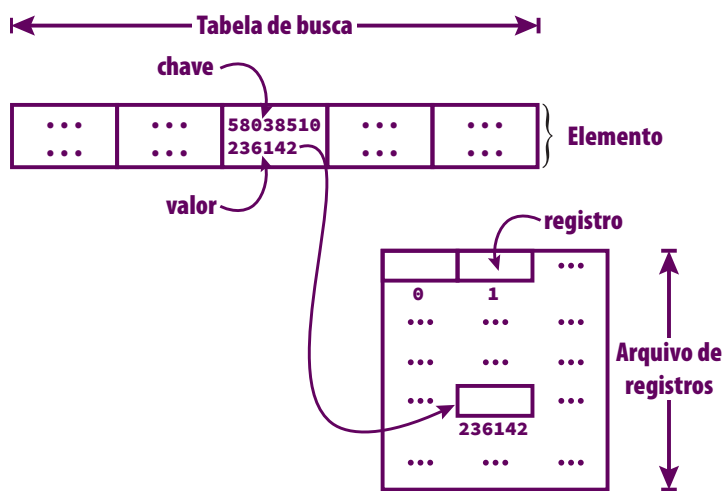 Tabela de busca
chave
... ... 58038510 ... ...
... ... 236142 ... ...
Elemento
valor
registro
...
0 1
... ... ...
... ... ...
Arquivo de
registros
... ...
236142
... ... ...